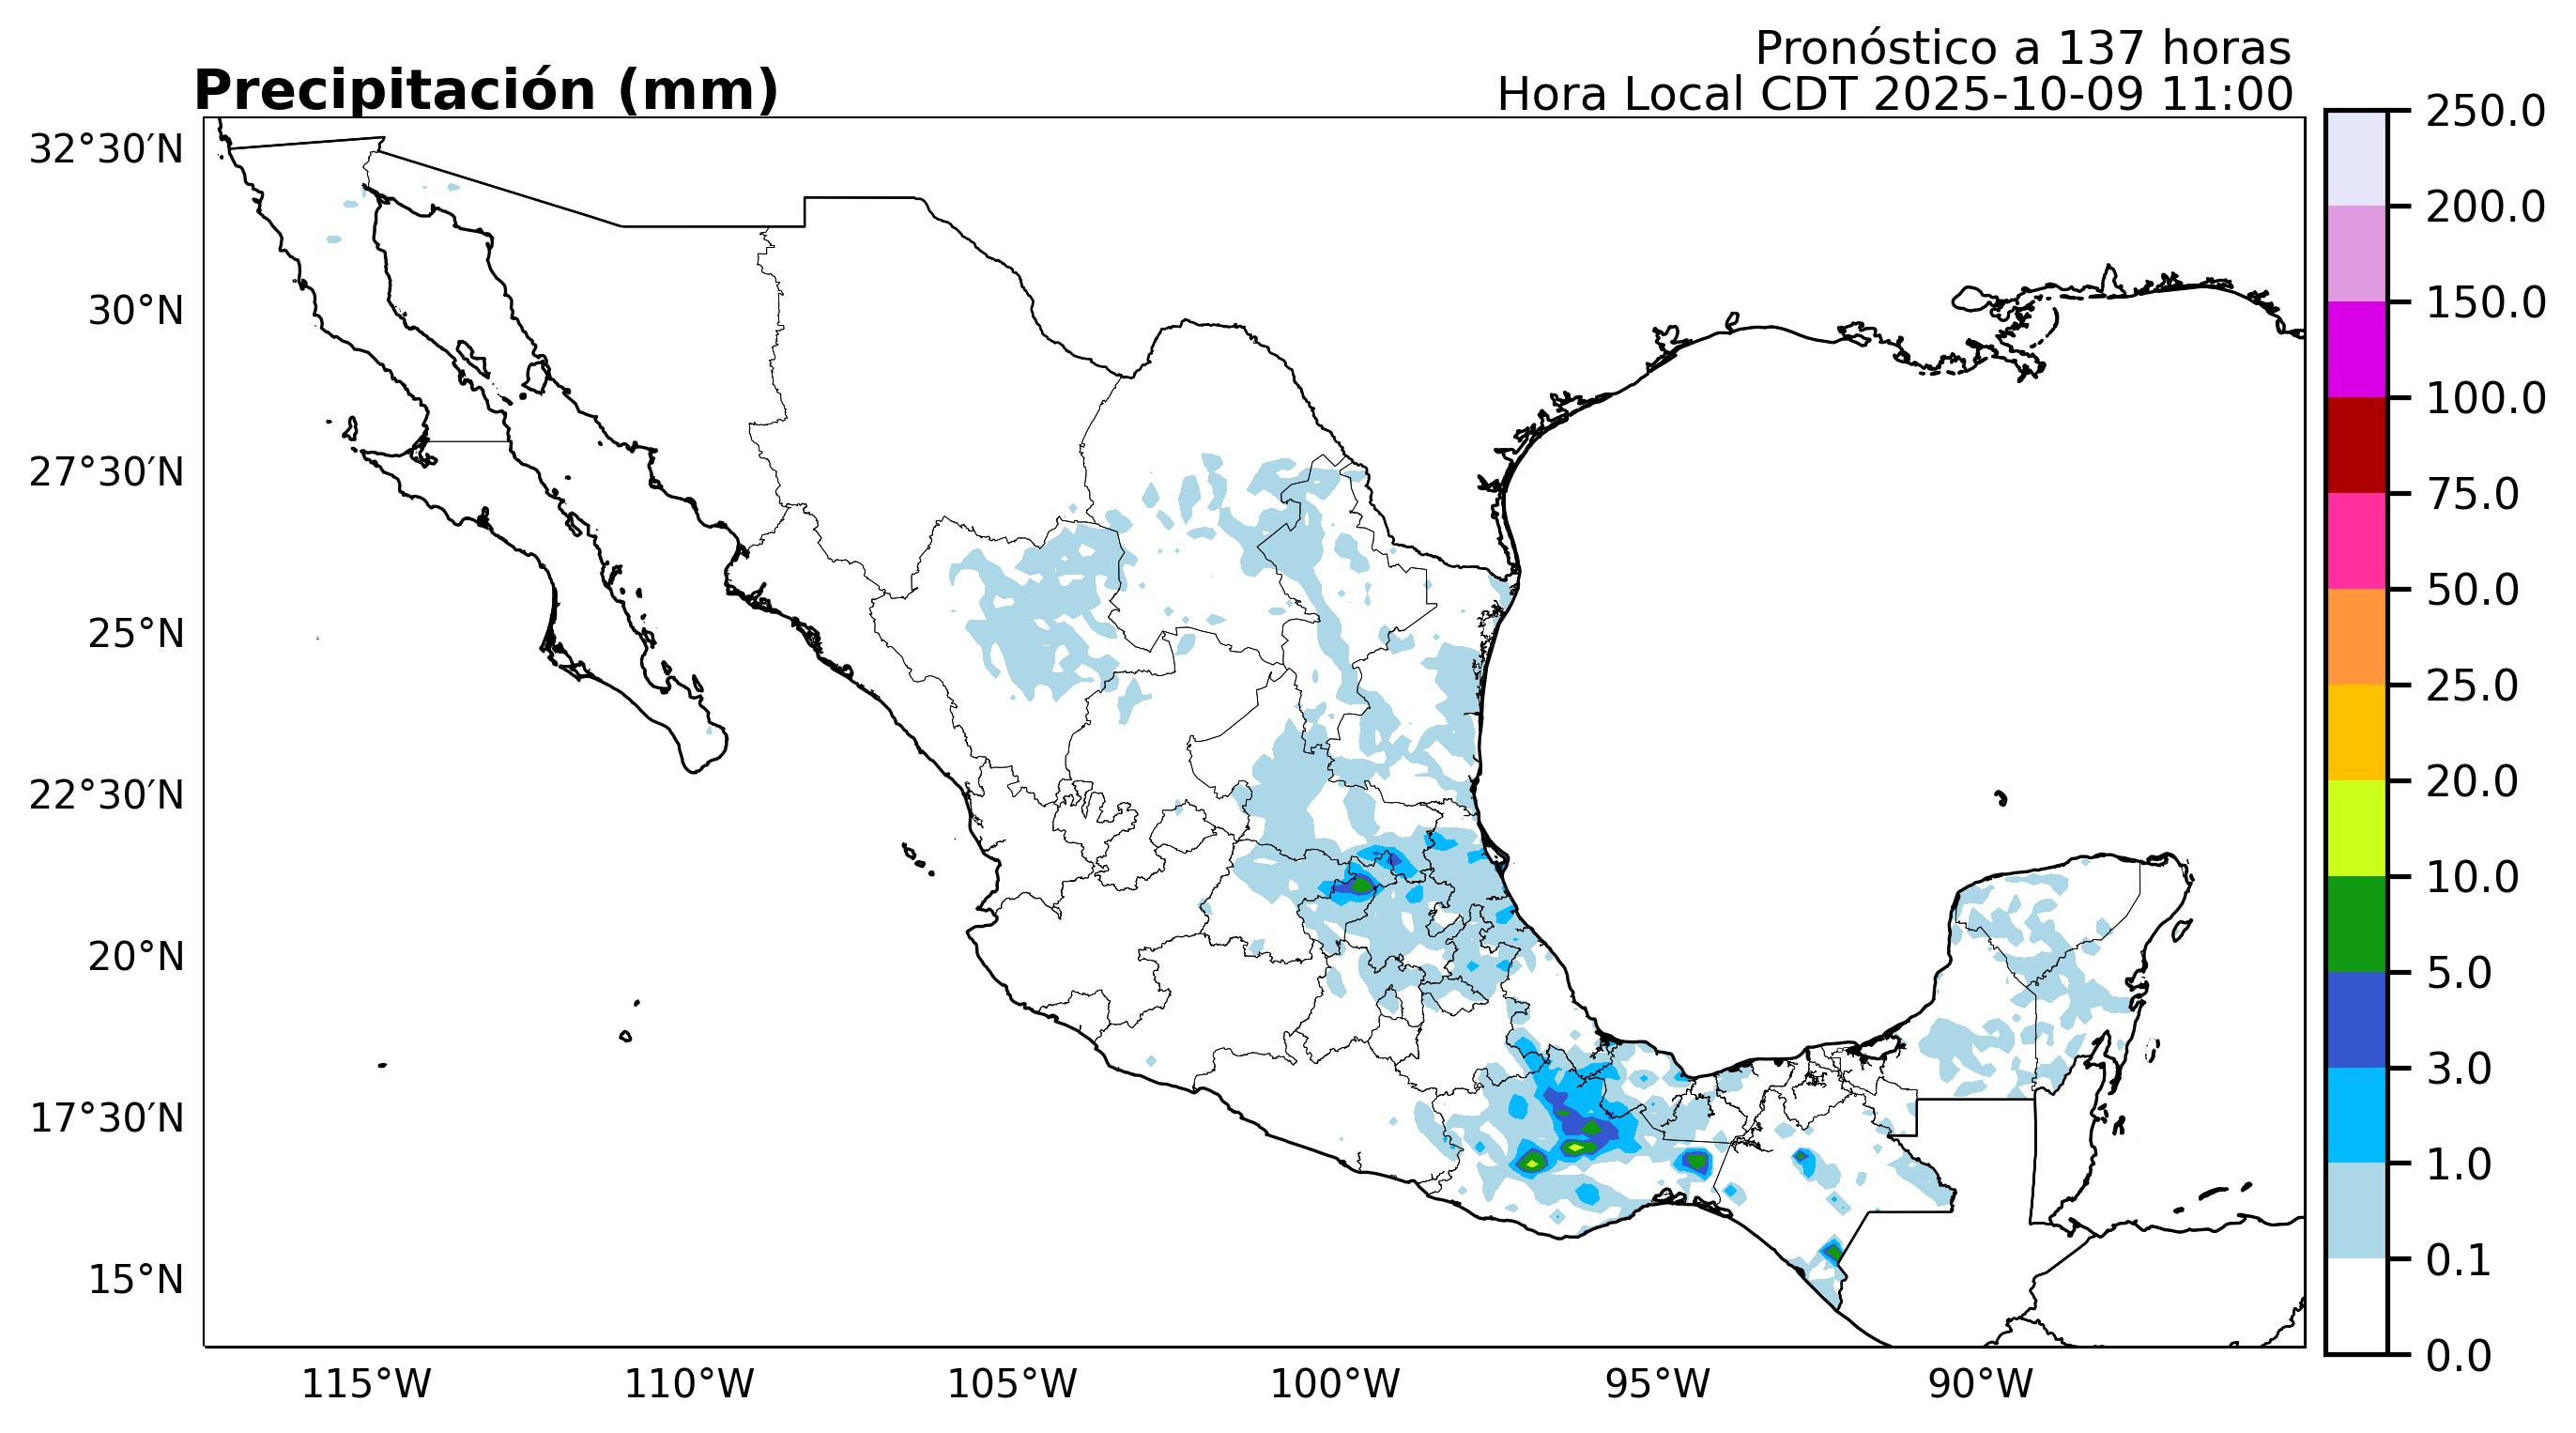 Pronóstico a 137 horas
Precipitación (mm)
Hora Local CDT 2025-10-09 11:00
32°30′N
30°N
27°30′N
25°N
22°30′N
20°N
17°30′N
15°N
115°W
110°W
105°W
100°W
95°W
90°W
250.0
200.0
150.0
100.0
75.0
50.0
25.0
20.0
10.0
5.0
3.0
1.0
0.1
0.0